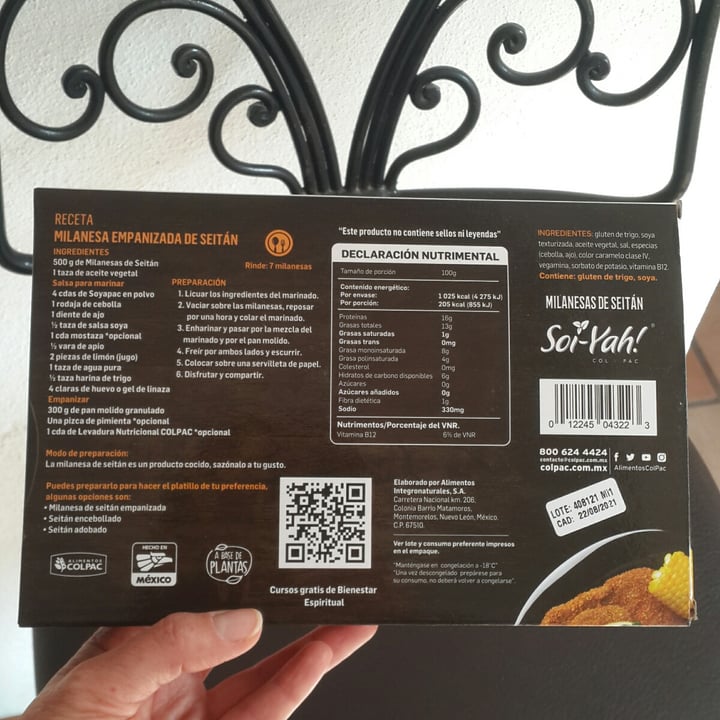 RECETA
MILANESA EMPANIZADA DE SEITÁN
INGREDIENTES
500 g de Milanesas de Seitán
1 taza de aceite vegetal
Salsa para marinar
4 cdas de Soyapac en polvo
1 rodaja de cebolla
1 diente de ajo
½ taza de salsa soya
1 cda mostaza *opcional
½ vara de apio
2 piezas de limón (jugo)
1 taza de agua pura
½ taza harina de trigo
4 claras de huevo o gel de linaza
Empanizar
300 g de pan molido granulado
Una pizca de pimienta *opcional
1 cda de Levadura Nutricional COLPAC *opcional
Rinde: 7 milanesas
PREPARACIÓN
1. Licuar los ingredientes del marinado.
2. Vaciar sobre las milanesas, reposar
por una hora y colar el marinado.
3. Enharinar y pasar por la mezcla del
marinado y por el pan molido.
4. Freír por ambos lados y escurrir.
5. Colocar sobre una servilleta de papel.
6. Disfrutar y compartir.
Modo de preparación:
La milanesa de seitán es un producto cocido, sazónalo a tu gusto.
Puedes prepararlo para hacer el platillo de tu preferencia,
algunas opciones son:
• Milanesa de seitán empanizada
• Seitán encebollado
• Seitán adobado
ALIMENTOS
COLPAC
HECHO EN
MÉXICO
A BASE DE
PLANTAS
Cursos gratis de Bienestar
Espiritual
"Este producto no contiene sellos ni leyendas"
DECLARACIÓN NUTRIMENTAL
Tamaño de porción 100g
Contenido energético:
Por envase: 1 025 kcal (4 275 kJ)
Por porción: 205 kcal (855 kJ)
Proteínas 16g
Grasas totales 13g
Grasas saturadas 1g
Grasas trans 0mg
Grasa monoinsaturada 8g
Grasa polinsaturada 4g
Colesterol 0mg
Hidratos de carbono disponibles 6g
Azúcares 0g
Azúcares añadidos 0g
Fibra dietética 1g
Sodio 330mg
Nutrimentos/Porcentaje del VNR.
Vitamina B12 6% de VNR
Elaborado por Alimentos
Integronaturales, S.A.
Carretera Nacional km. 206.
Colonia Barrio Matamoros,
Montemorelos, Nuevo León, México.
C.P. 67510.
Ver lote y consumo preferente impresos
en el empaque.
"Manténgase en congelación a -18°C"
"Una vez descongelado prepárese para
su consumo, no deberá volver a congelarse".
INGREDIENTES: gluten de trigo, soya
texturizada, aceite vegetal, sal, especias
(cebolla, ajo), color caramelo clase IV,
vegamina, sorbato de potasio, vitamina B12
Contiene: gluten de trigo, soya.
MILANESAS DE SEITÁN
Soi-Yah!
COL PAC
0 12245 04322 3
800 624 4424
contacto@colpac.com.mx
colpac.com.mx
AlimentosColPac
LOTE: 408121 NI1
CAD: 22/08/2021